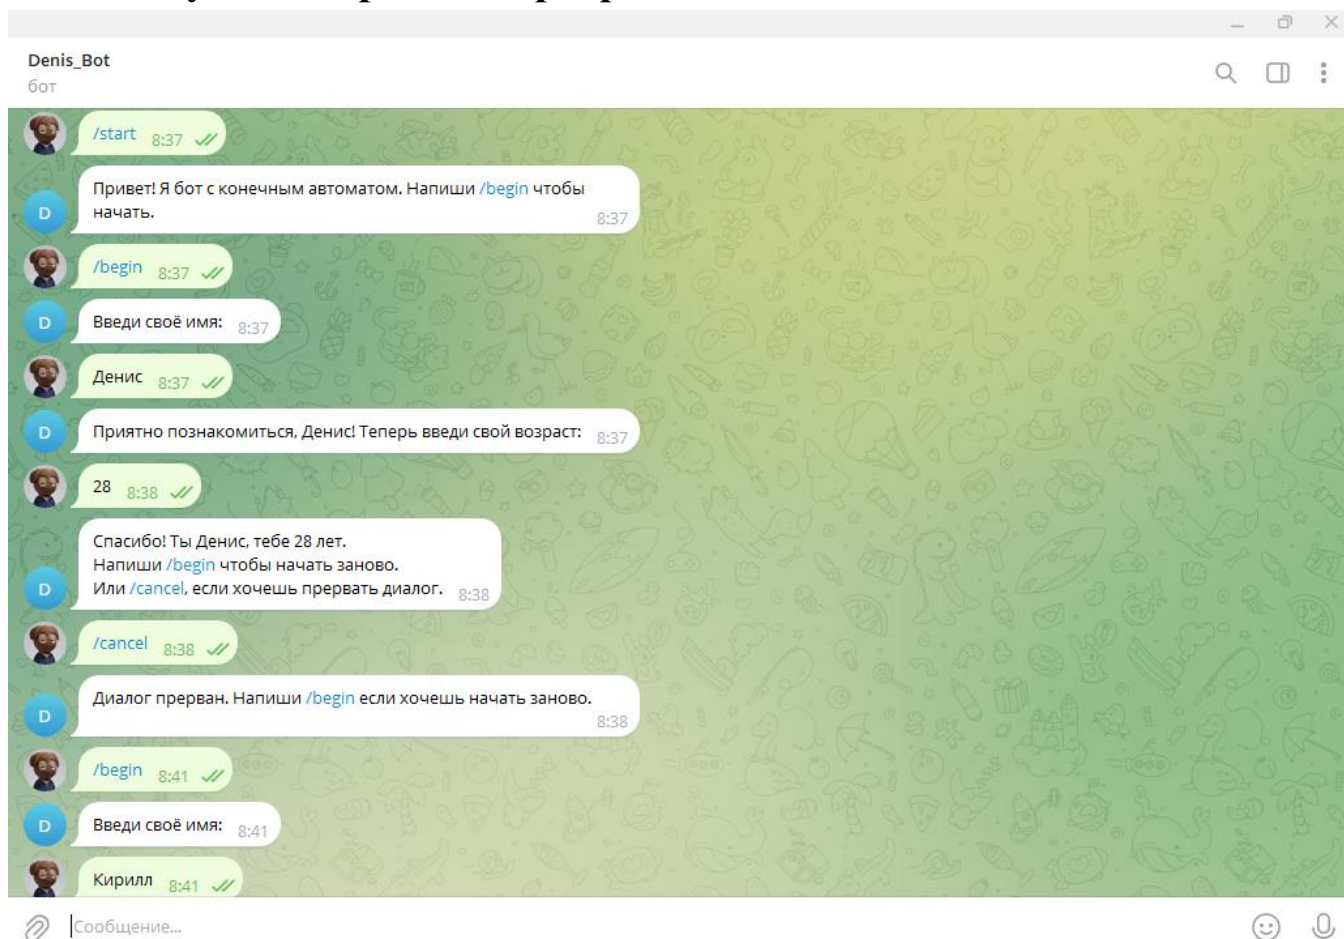 Denis_Bot
бот
/start 8:37
Привет! Я бот с конечным автоматом. Напиши /begin чтобы
начать. 8:37
/begin 8:37
D
Введи своё имя: 8:37
D
Денис 8:37
Приятно познакомиться, Денис! Теперь введи свой возраст: 8:37
D
28 8:38
Спасибо! Ты Денис, тебе 28 лет.
Напиши /begin чтобы начать заново.
Или /cancel, если хочешь прервать диалог. 8:38
D
/cancel 8:38
Диалог прерван. Напиши /begin если хочешь начать заново.
8:38
D
/begin 8:41
Введи своё имя: 8:41
D
Кирилл 8:41
Сообщение...